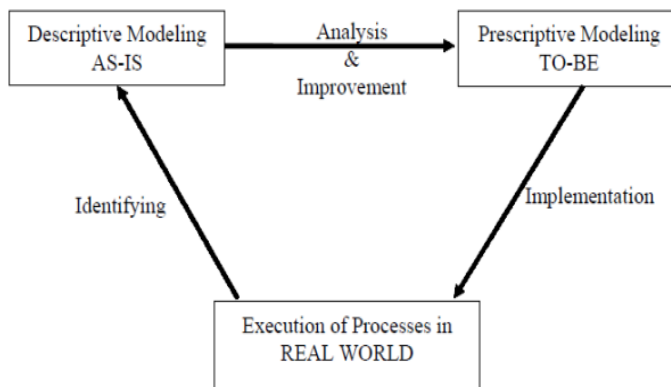 Descriptive Modeling
AS-IS
Analysis
&
Improvement
Prescriptive Modeling
TO-BE
Identifying
Implementation
Execution of Processes in
REAL WORLD